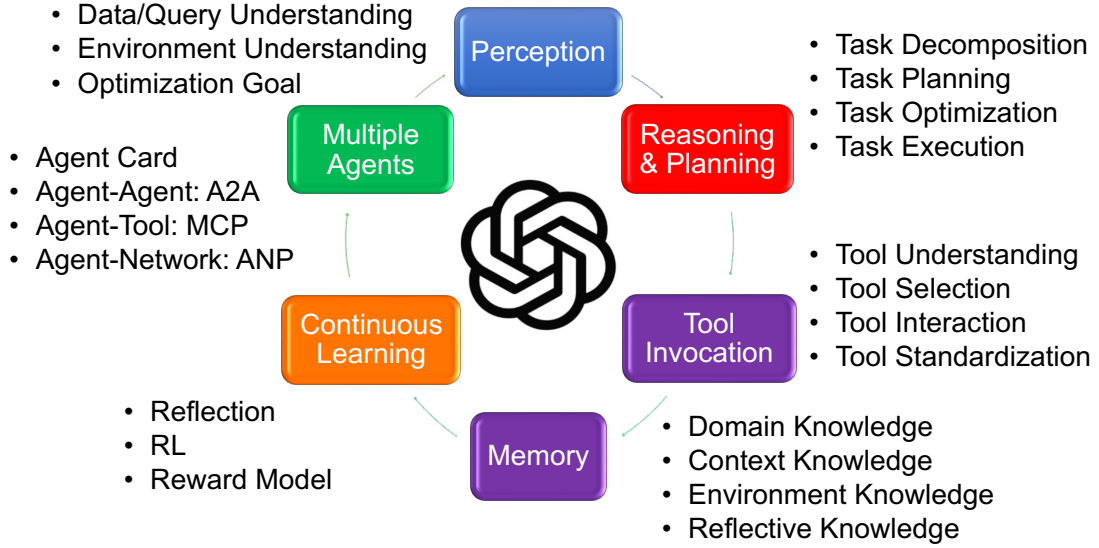 • Data/Query Understanding
• Environment Understanding
• Optimization Goal
Perception
• Task Decomposition
• Task Planning
• Task Optimization
• Task Execution
Reasoning
& Planning
• Tool Understanding
• Tool Selection
• Tool Interaction
• Tool Standardization
Tool
Invocation
• Domain Knowledge
• Context Knowledge
• Environment Knowledge
• Reflective Knowledge
Memory
• Reflection
• RL
• Reward Model
Continuous
Learning
• Agent Card
• Agent-Agent: A2A
• Agent-Tool: MCP
• Agent-Network: ANP
Multiple
Agents